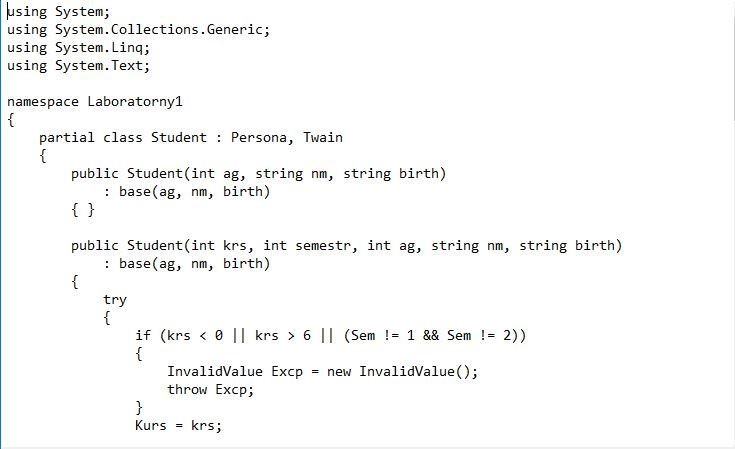 using System;
using System.Collections.Generic;
using System.Linq;
using System.Text;

namespace Laboratorny1
{
    partial class Student : Persona, Twain
    {
        public Student(int ag, string nm, string birth)
            : base(ag, nm, birth)
        { }

        public Student(int krs, int semestr, int ag, string nm, string birth)
            : base(ag, nm, birth)
        {
            try
            {
                if (krs < 0 || krs > 6 || (Sem != 1 && Sem != 2))
                {
                    InvalidValue Excp = new InvalidValue();
                    throw Excp;
                }
                Kurs = krs;